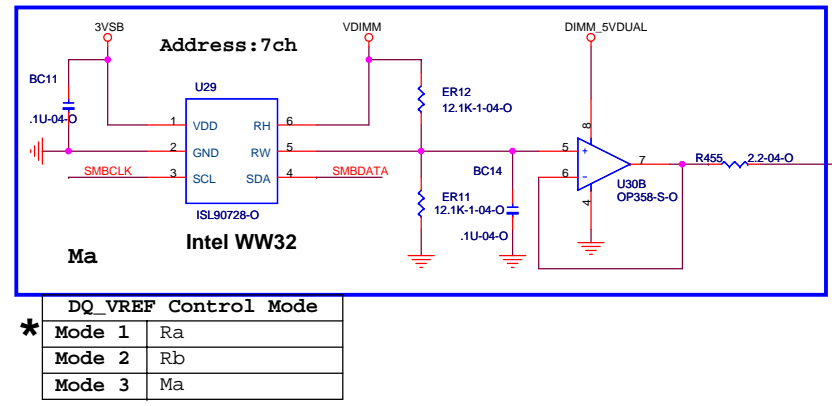 3VSB
VDIMM
DIMM_5VDUAL
Address:7ch
BC11
.1U-04-O
U29
1 VDD RH 6
2 GND RW 5
3 SCL SDA 4
SMBCLK
SMBDATA
ISL90728-O
Intel WW32
Ma
ER12
12.1K-1-04-O
ER11
12.1K-1-04-O
BC14
.1U-04-O
5 +
6 -
8
7
4
U30B
OP358-S-O
R455 2.2-04-O
DQ_VREF Control Mode
* Mode 1 Ra
Mode 2 Rb
Mode 3 Ma